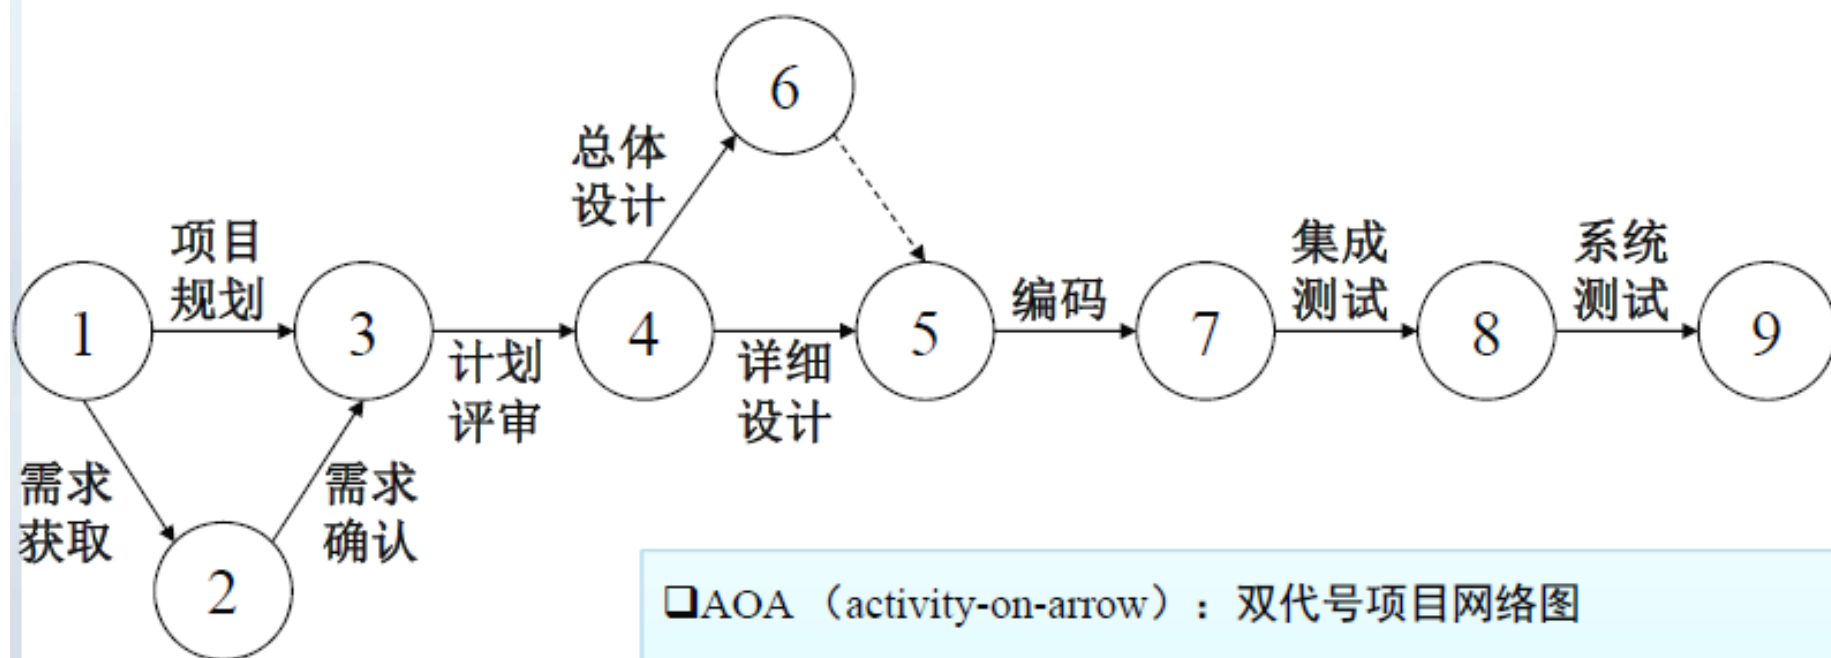 6
总体
设计
项目
规划
集成
测试
系统
测试
编码
1
3
4
5
7
8
9
计划
评审
详细
设计
需求
获取
需求
确认
2
❑AOA （activity-on-arrow）：双代号项目网络图